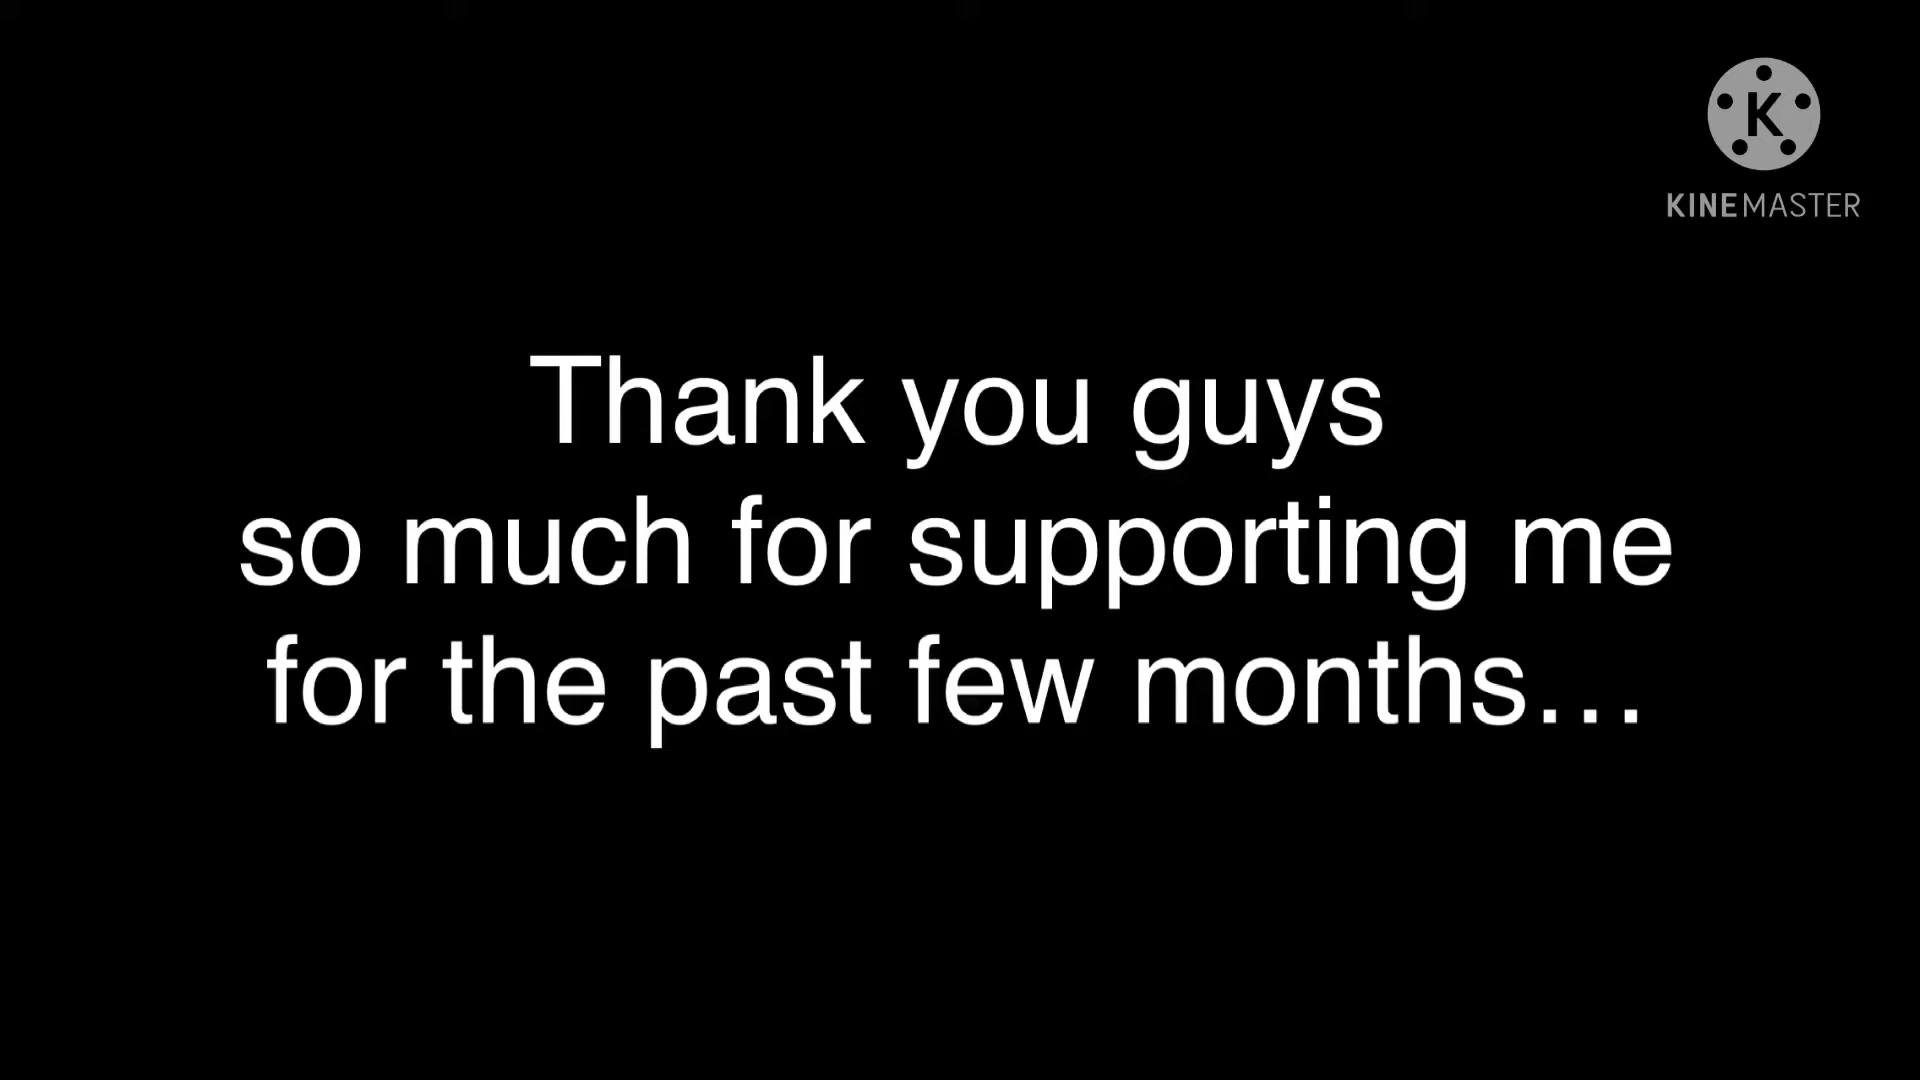 K
KINEMASTER
Thank you guys
so much for supporting me
for the past few months...